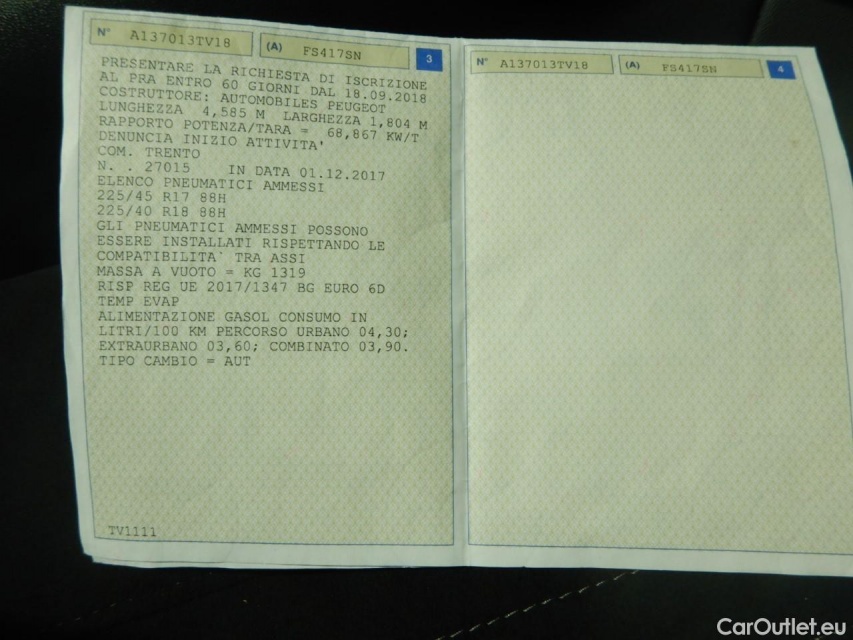 N° A137013TV18 (A) FS417SN 3
PRESENTARE LA RICHIESTA DI ISCRIZIONE
AL PRA ENTRO 60 GIORNI DAL 18.09.2018
COSTRUTTORE: AUTOMOBILES PEUGEOT
LUNGHEZZA 4,585 M LARGHEZZA 1,804 M
RAPPORTO POTENZA/TARA = 68,867 KW/T
DENUNCIA INIZIO ATTIVITA'
COM. TRENTO
N. . 27015 IN DATA 01.12.2017
ELENCO PNEUMATICI AMMESSI
225/45 R17 88H
225/40 R18 88H
GLI PNEUMATICI AMMESSI POSSONO
ESSERE INSTALLATI RISPETTANDO LE
COMPATIBILITA' TRA ASSI
MASSA A VUOTO = KG 1319
RISP REG UE 2017/1347 BG EURO 6D
TEMP EVAP
ALIMENTAZIONE GASOL CONSUMO IN
LITRI/100 KM PERCORSO URBANO 04,30;
EXTRAURBANO 03,60; COMBINATO 03,90.
TIPO CAMBIO = AUT
TV1111
N° A137013TV18 (A) FS417SN 4
CarOutlet.eu